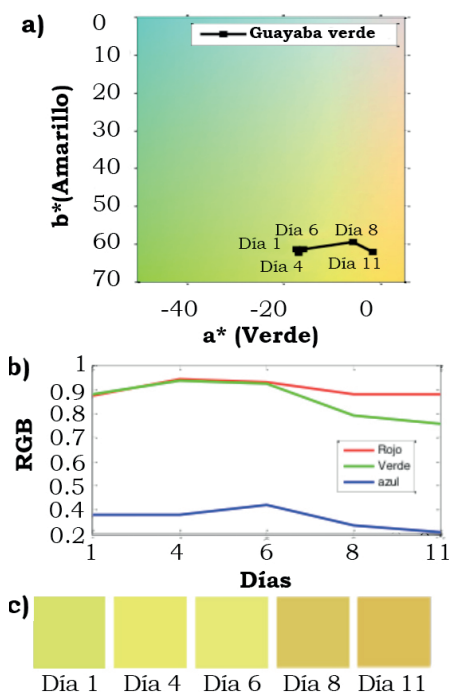 a)
0
Guayaba verde
10
20
30
40
50
60
70
b*(Amarillo)
Día 6
Día 8
Día 1
Día 4
Día 11
-40
-20
0
a* (Verde)
b)
1
0.9
0.8
0.7
0.6
0.5
0.4
0.2
RGB
Rojo
Verde
azul
1
4
6
8
11
Días
c)
Día 1
Día 4
Día 6
Día 8
Día 11